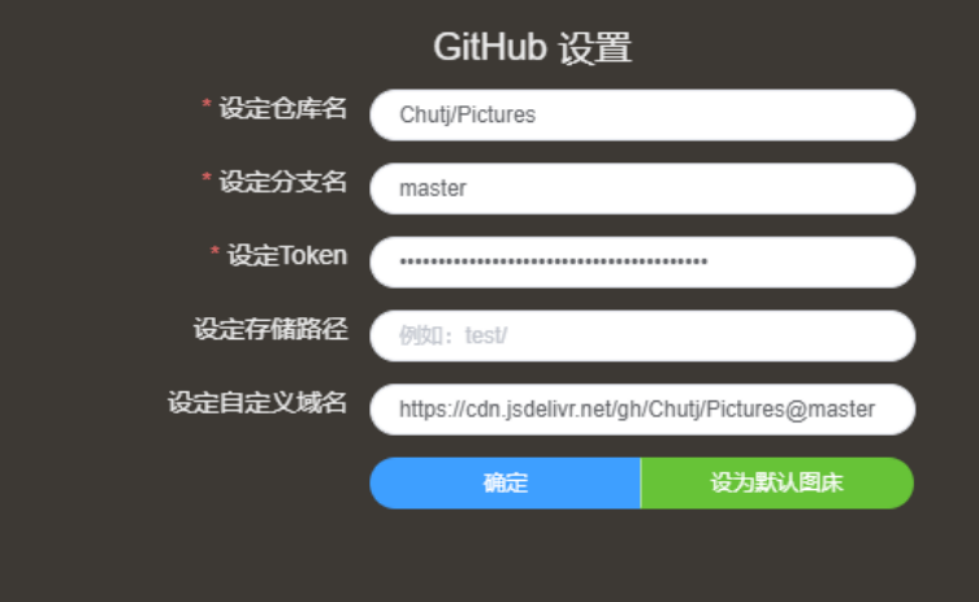 GitHub 设置
* 设定仓库名 Chutj/Pictures
* 设定分支名 master
* 设定Token ••••••••••••••••••••••••••••••••••••••••
设定存储路径 例如：test/
设定自定义域名 https://cdn.jsdelivr.net/gh/Chutj/Pictures@master
确定 设为默认图床